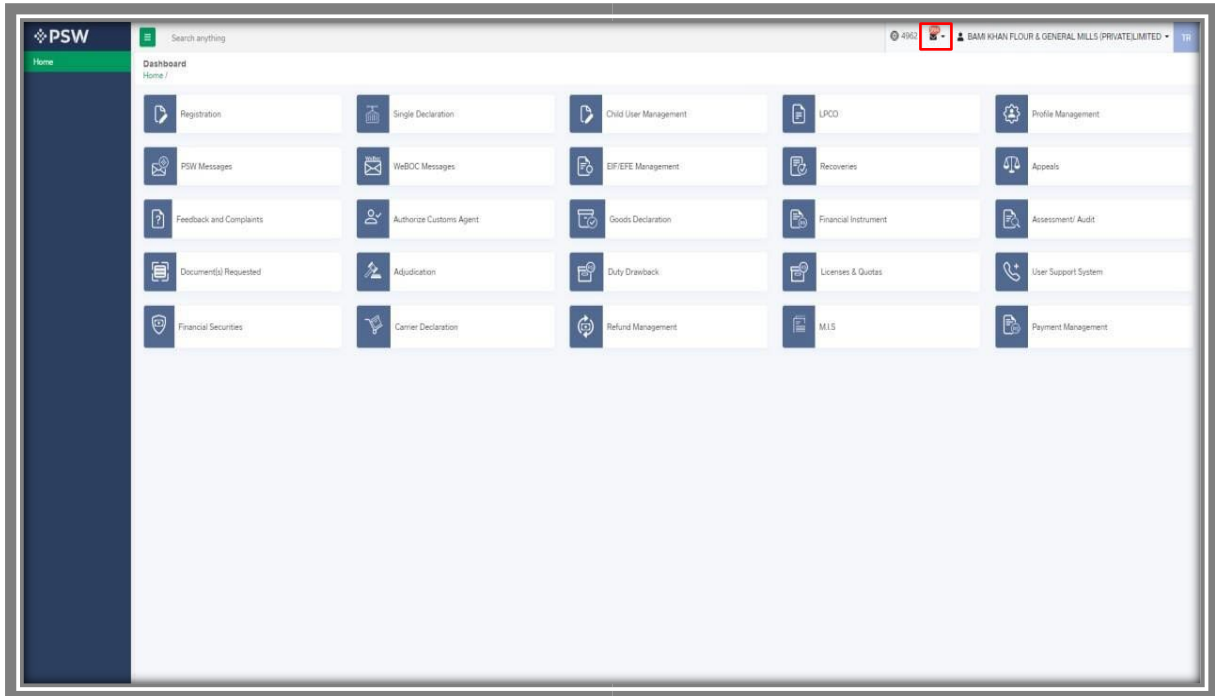 PSW
Search anything
4962
BAMI KHAN FLOUR & GENERAL MILLS (PRIVATE)LIMITED
TR
Home
Dashboard
Home /
Registration
Single Declaration
Child User Management
LPCO
Profile Management
PSW Messages
WeBOC Messages
EIF/EFE Management
Recoveries
Appeals
Feedback and Complaints
Authorize Customs Agent
Goods Declaration
Financial Instrument
Assessment/ Audit
Document(s) Requested
Adjudication
Duty Drawback
Licenses & Quotas
User Support System
Financial Securities
Carrier Declaration
Refund Management
M.I.S
Payment Management